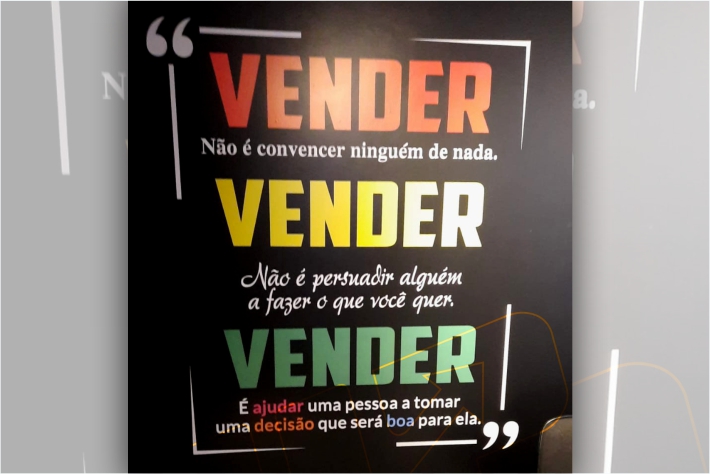 “
VENDER
Não é convencer ninguém de nada.
VENDER
Não é persuadir alguém
a fazer o que você quer.
VENDER
É ajudar uma pessoa a tomar
uma decisão que será boa para ela.
”